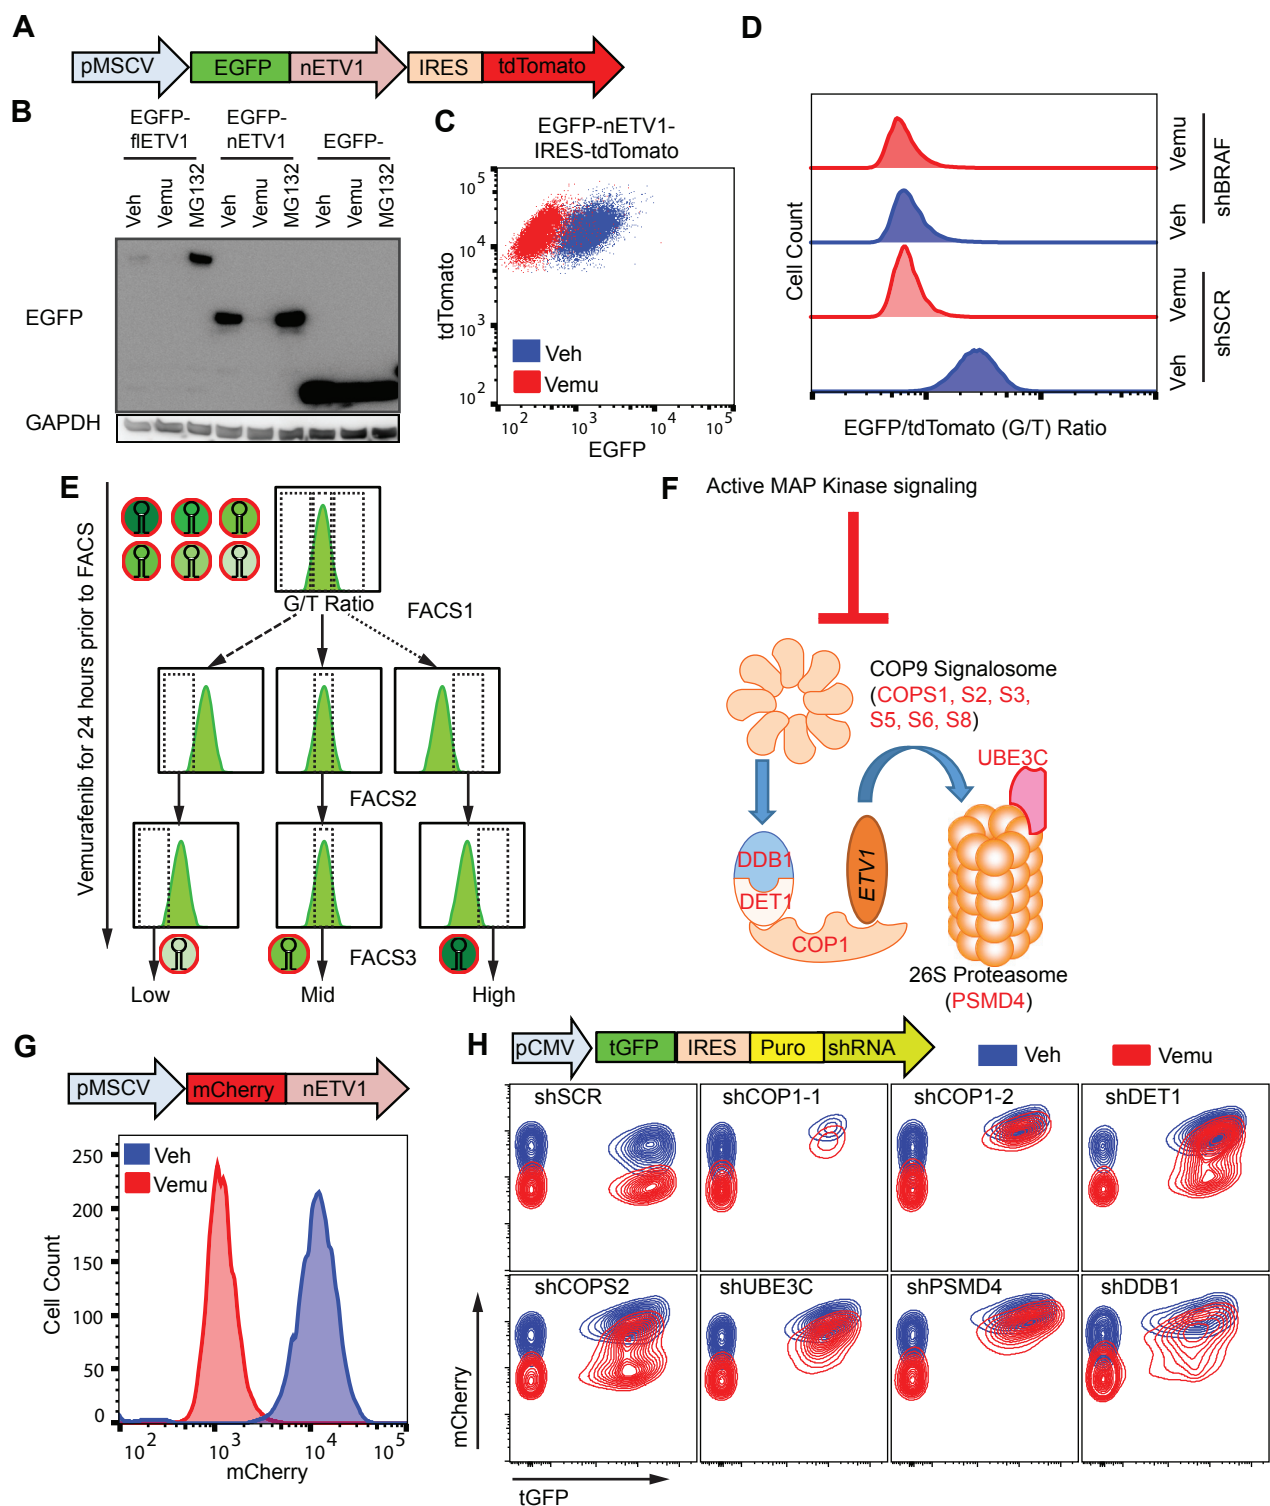 A
pMSCV EGFP nETV1 IRES tdTomato
B
EGFP-flETV1 EGFP-nETV1 EGFP-
Veh Vemu MG132 Veh Vemu MG132 Veh Vemu MG132
EGFP
GAPDH
C
EGFP-nETV1-
IRES-tdTomato
tdTomato
10^5
10^4
10^3
10^2
Veh
Vemu
10^2 10^3 10^4 10^5
EGFP
D
Cell Count
Vemu
Veh
shBRAF
Vemu
Veh
shSCR
EGFP/tdTomato (G/T) Ratio
E
Vemurafenib for 24 hours prior to FACS
G/T Ratio
FACS1
FACS2
FACS3
Low Mid High
F
Active MAP Kinase signaling
COP9 Signalosome
(COPS1, S2, S3,
S5, S6, S8)
UBE3C
DDB1
DET1
ETV1
COP1
26S Proteasome
(PSMD4)
G
pMSCV mCherry nETV1
Veh
Vemu
Cell Count
250
200
150
100
50
0
10^2 10^3 10^4 10^5
mCherry
H
pCMV tGFP IRES Puro shRNA
Veh Vemu
shSCR shCOP1-1 shCOP1-2 shDET1
shCOPS2 shUBE3C shPSMD4 shDDB1
mCherry
tGFP